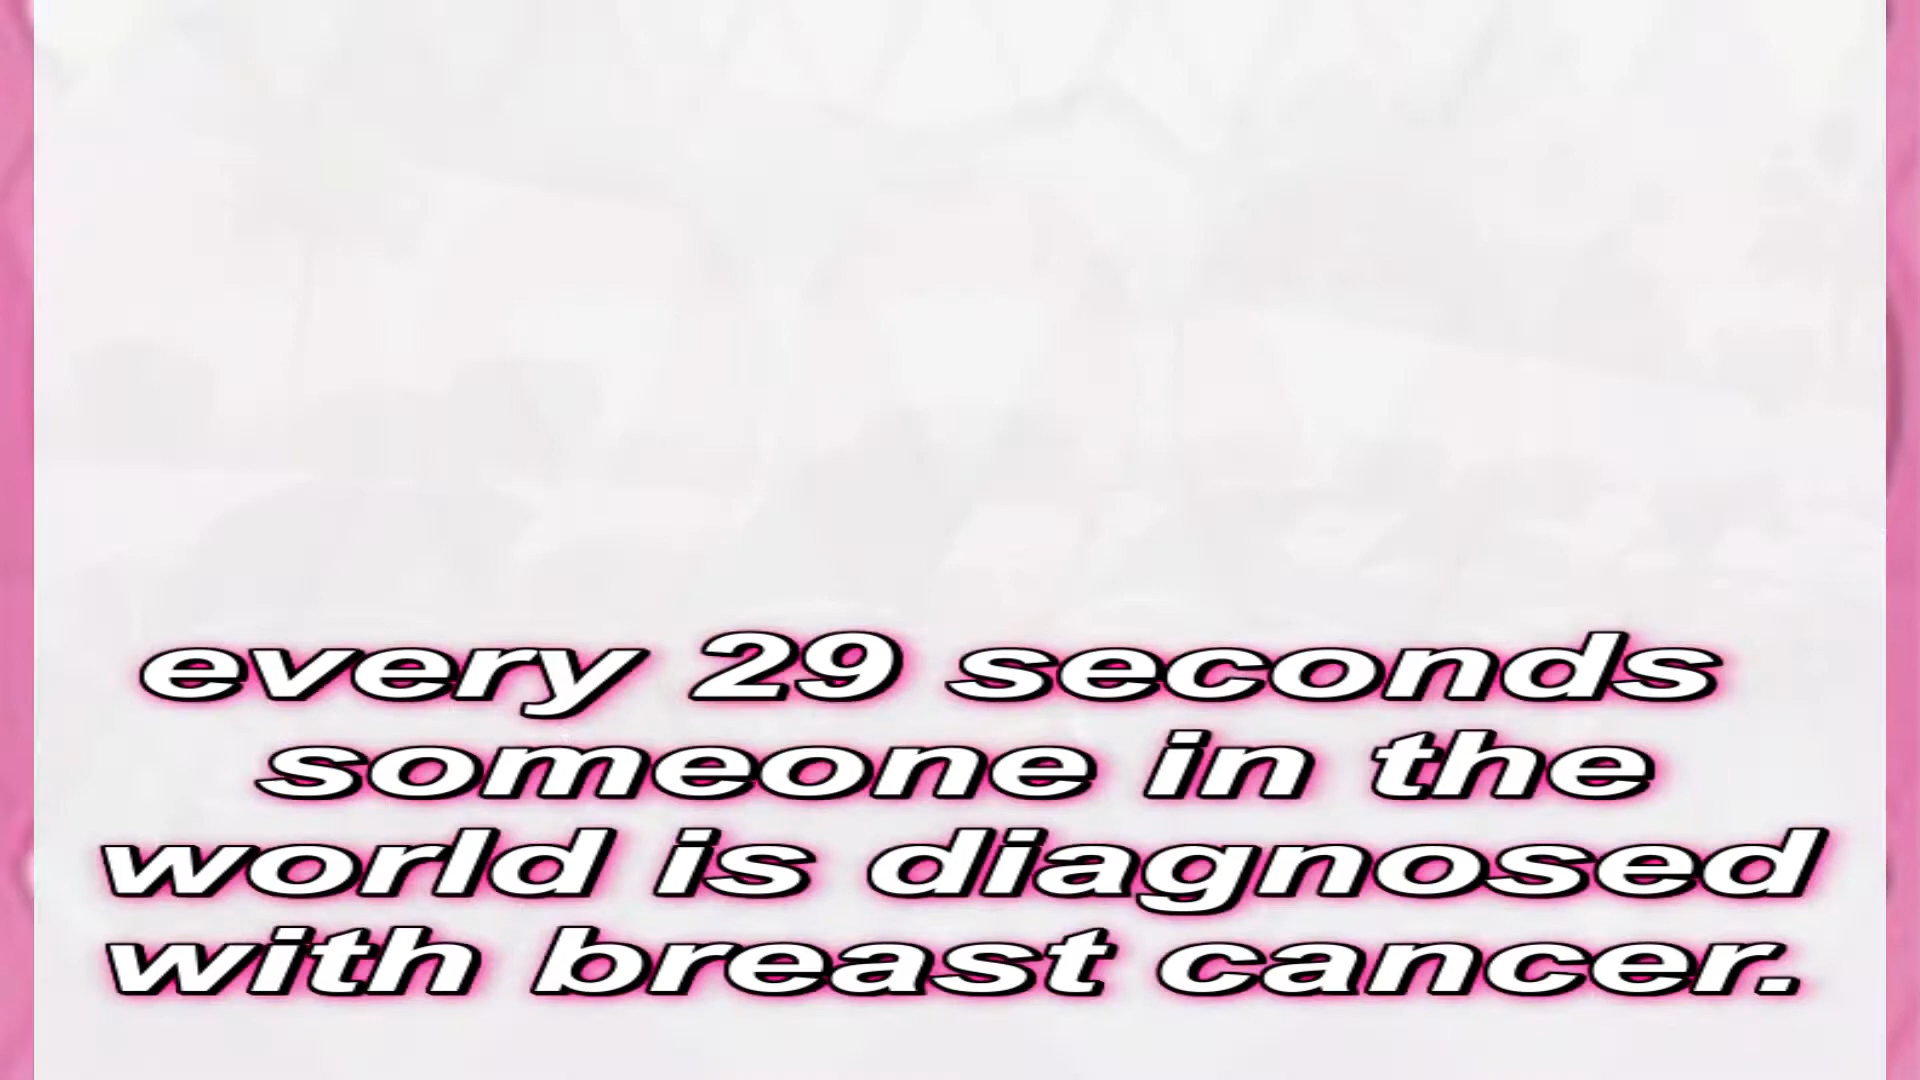 every 29 seconds
someone in the
world is diagnosed
with breast cancer.